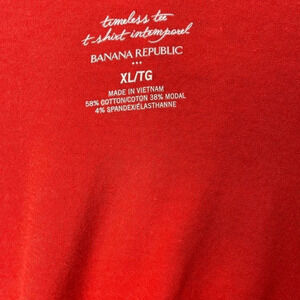 timeless tee
t-shirt intemporel
BANANA REPUBLIC
XL/TG
MADE IN VIETNAM
58% COTTON/COTON 38% MODAL
4% SPANDEX/ÉLASTHANNE